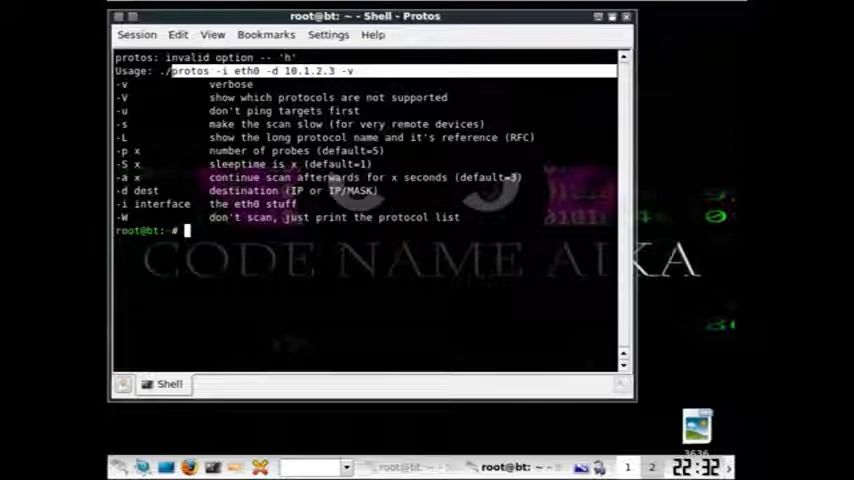 root@bt: ~ - Shell - Protos
Session Edit View Bookmarks Settings Help
protos: invalid option -- 'h'
Usage: ./protos -i eth0 -d 10.1.2.3 -v
-v verbose
-V show which protocols are not supported
-u don't ping targets first
-s make the scan slow (for very remote devices)
-L show the long protocol name and it's reference (RFC)
-p x number of probes (default=5)
-S x sleeptime is x (default=1)
-a x continue scan afterwards for x seconds (default=3)
-d dest destination (IP or IP/MASK)
-i interface the eth0 stuff
-W don't scan, just print the protocol list
root@bt: ~#
CODE NAME
Shell
3636
root@bt: ~ - root@bt: ~ - 1 2 22:32